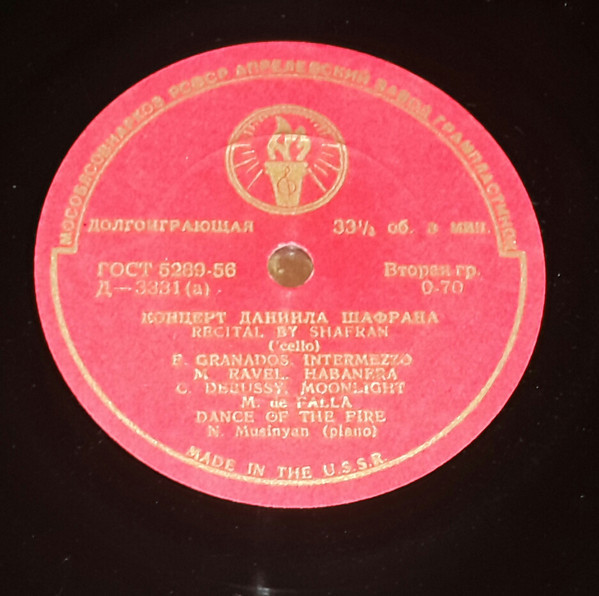 МОСОБЛСОВНАРХОЗ РСФСР АПРЕЛЕВСКИЙ ЗАВОД ГРАМПЛАСТИНОК
ДОЛГОИГРАЮЩАЯ 33⅓ об. в мин.
ГОСТ 5289-56 Вторая гр.
Д—3331 (а) 0-70
КОНЦЕРТ ДАНИИЛА ШАФРАНА
RECITAL BY SHAFRAN
('cello)
E. GRANADOS. INTERMEZZO
M. RAVEL. HABANERA
C. DEBUSSY. MOONLIGHT
M. de FALLA
DANCE OF THE FIRE
N. Musinyan (piano)
MADE IN THE U.S.S.R.